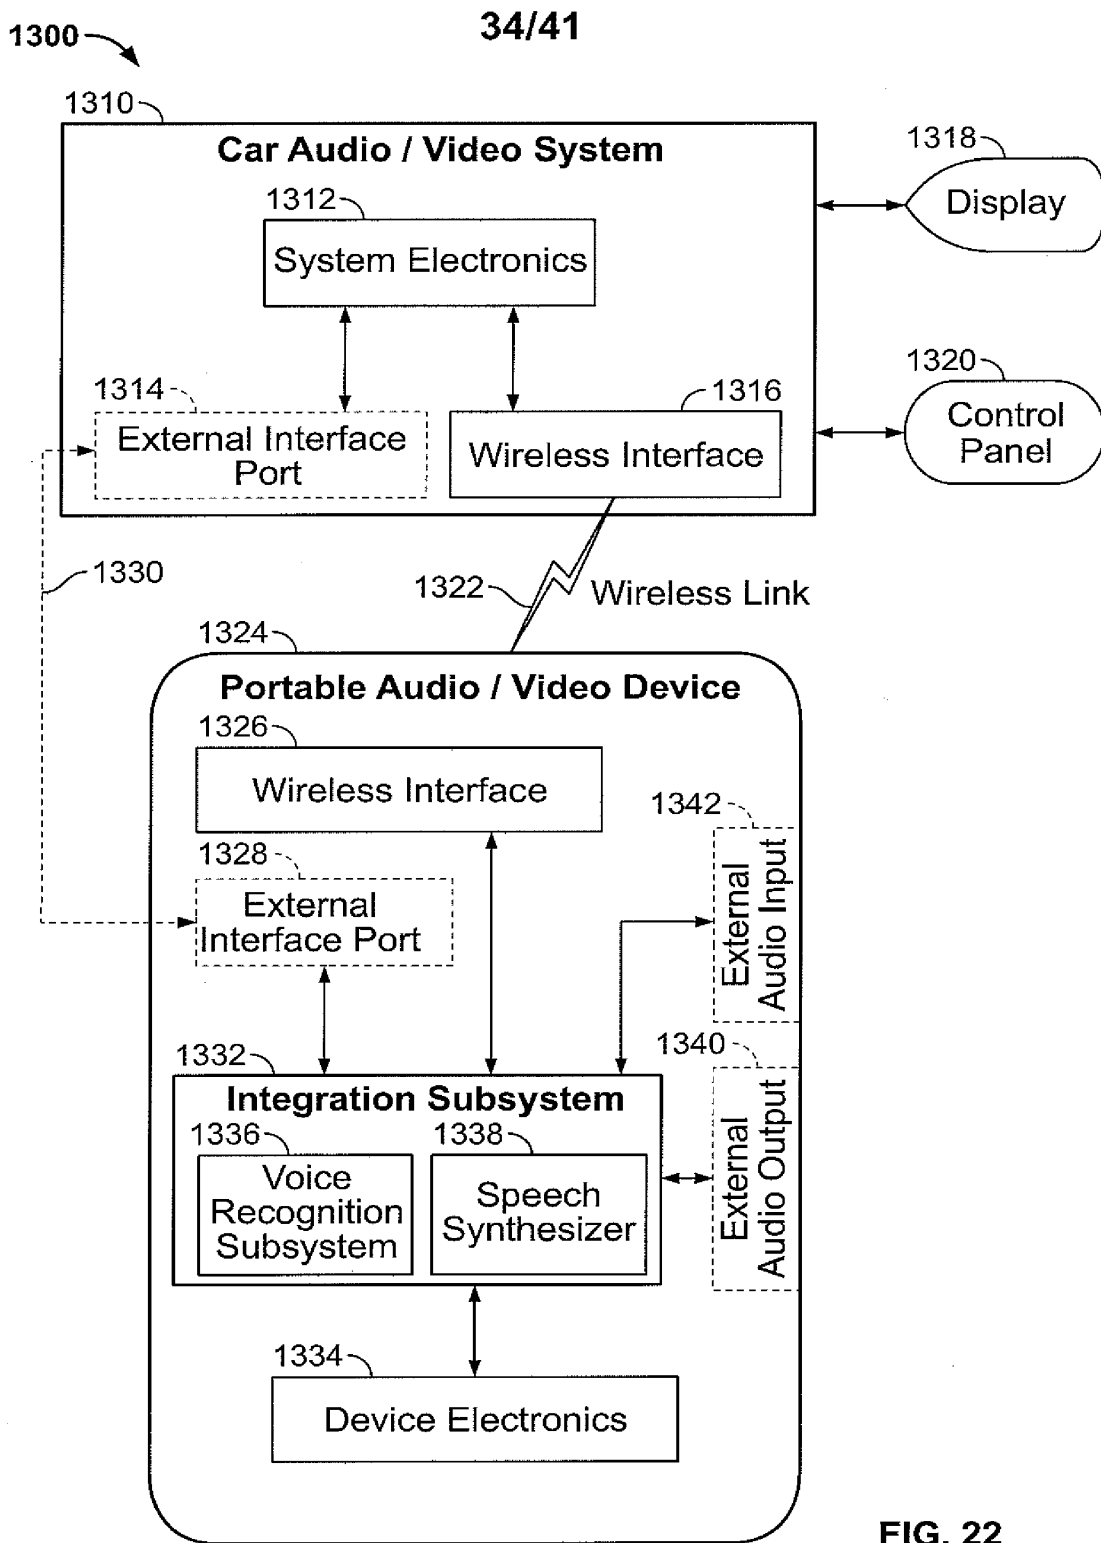 34/41
1300
1310
Car Audio / Video System
1318
Display
1312
System Electronics
1320
Control
Panel
1314
External Interface
Port
1316
Wireless Interface
1330
1322
Wireless Link
1324
Portable Audio / Video Device
1326
Wireless Interface
1342
External
Audio Input
1328
External
Interface Port
1340
External
Audio Output
1332
Integration Subsystem
1336
Voice
Recognition
Subsystem
1338
Speech
Synthesizer
1334
Device Electronics
FIG. 22